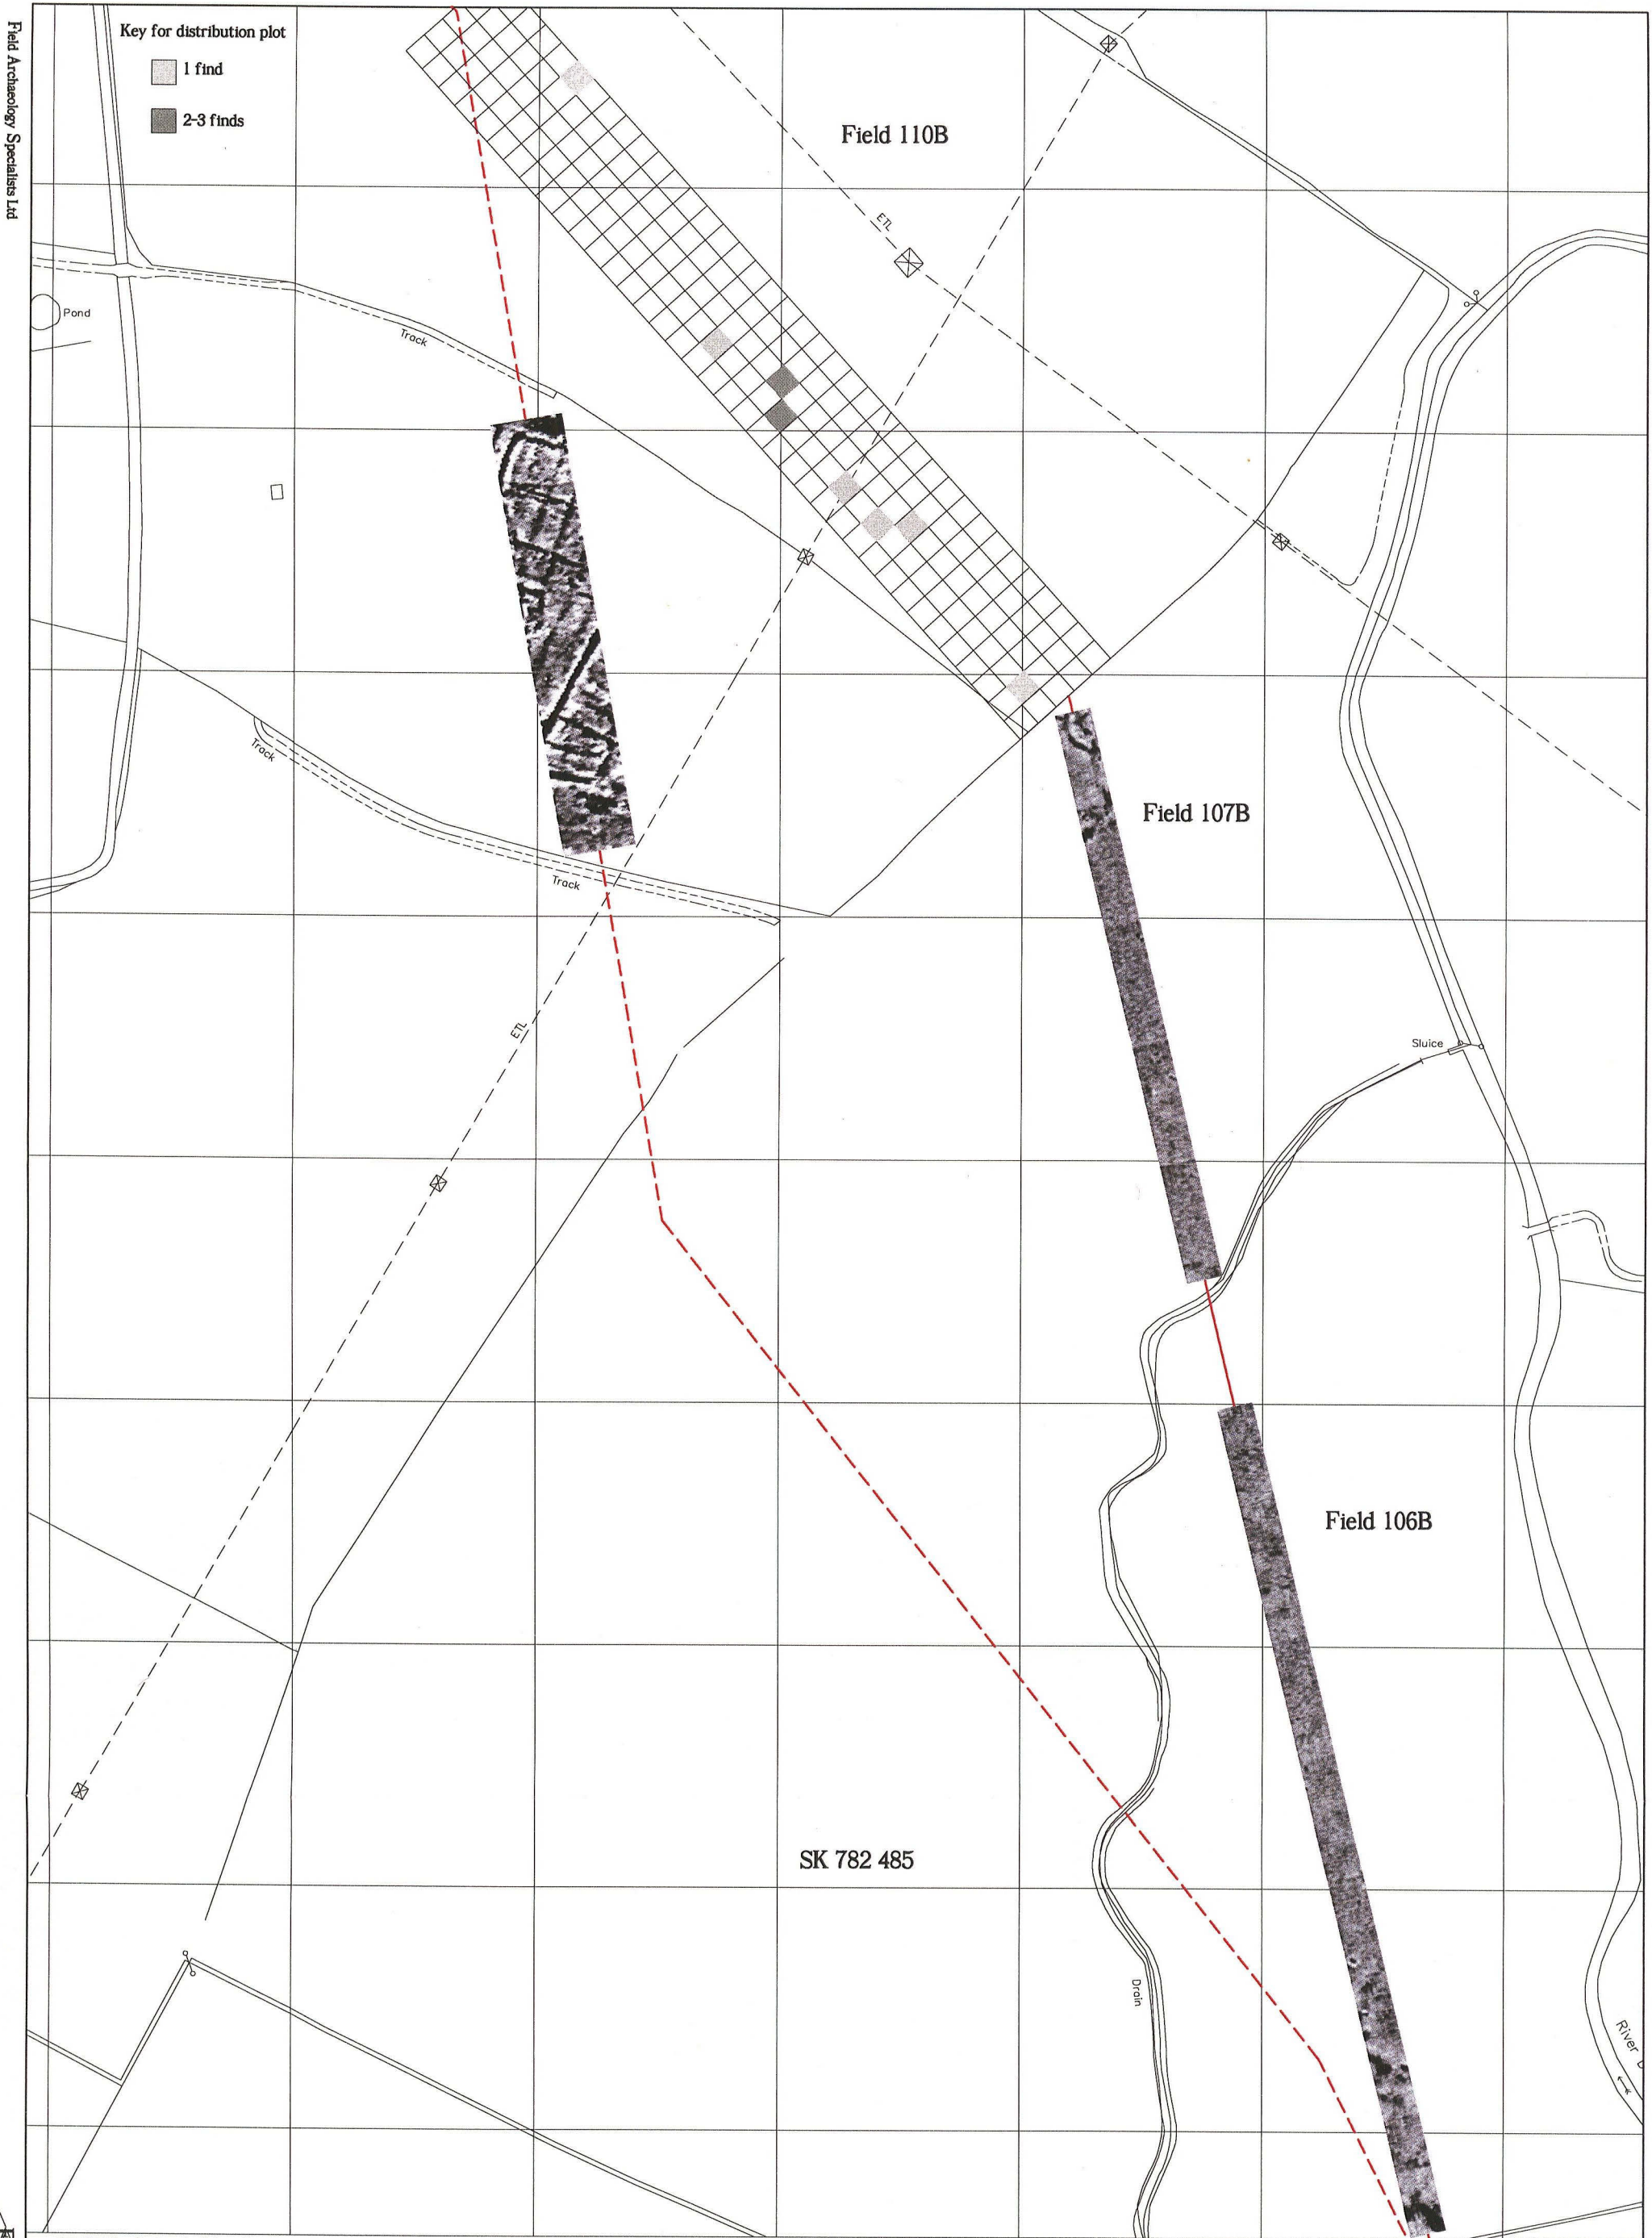 Field Archaeology Specialists Ltd
Key for distribution plot
1 find
2-3 finds
Field 110B
ETL
Pond
Track
Track
Field 107B
Track
ETL
Sluice
Field 106B
SK 782 485
Drain
River